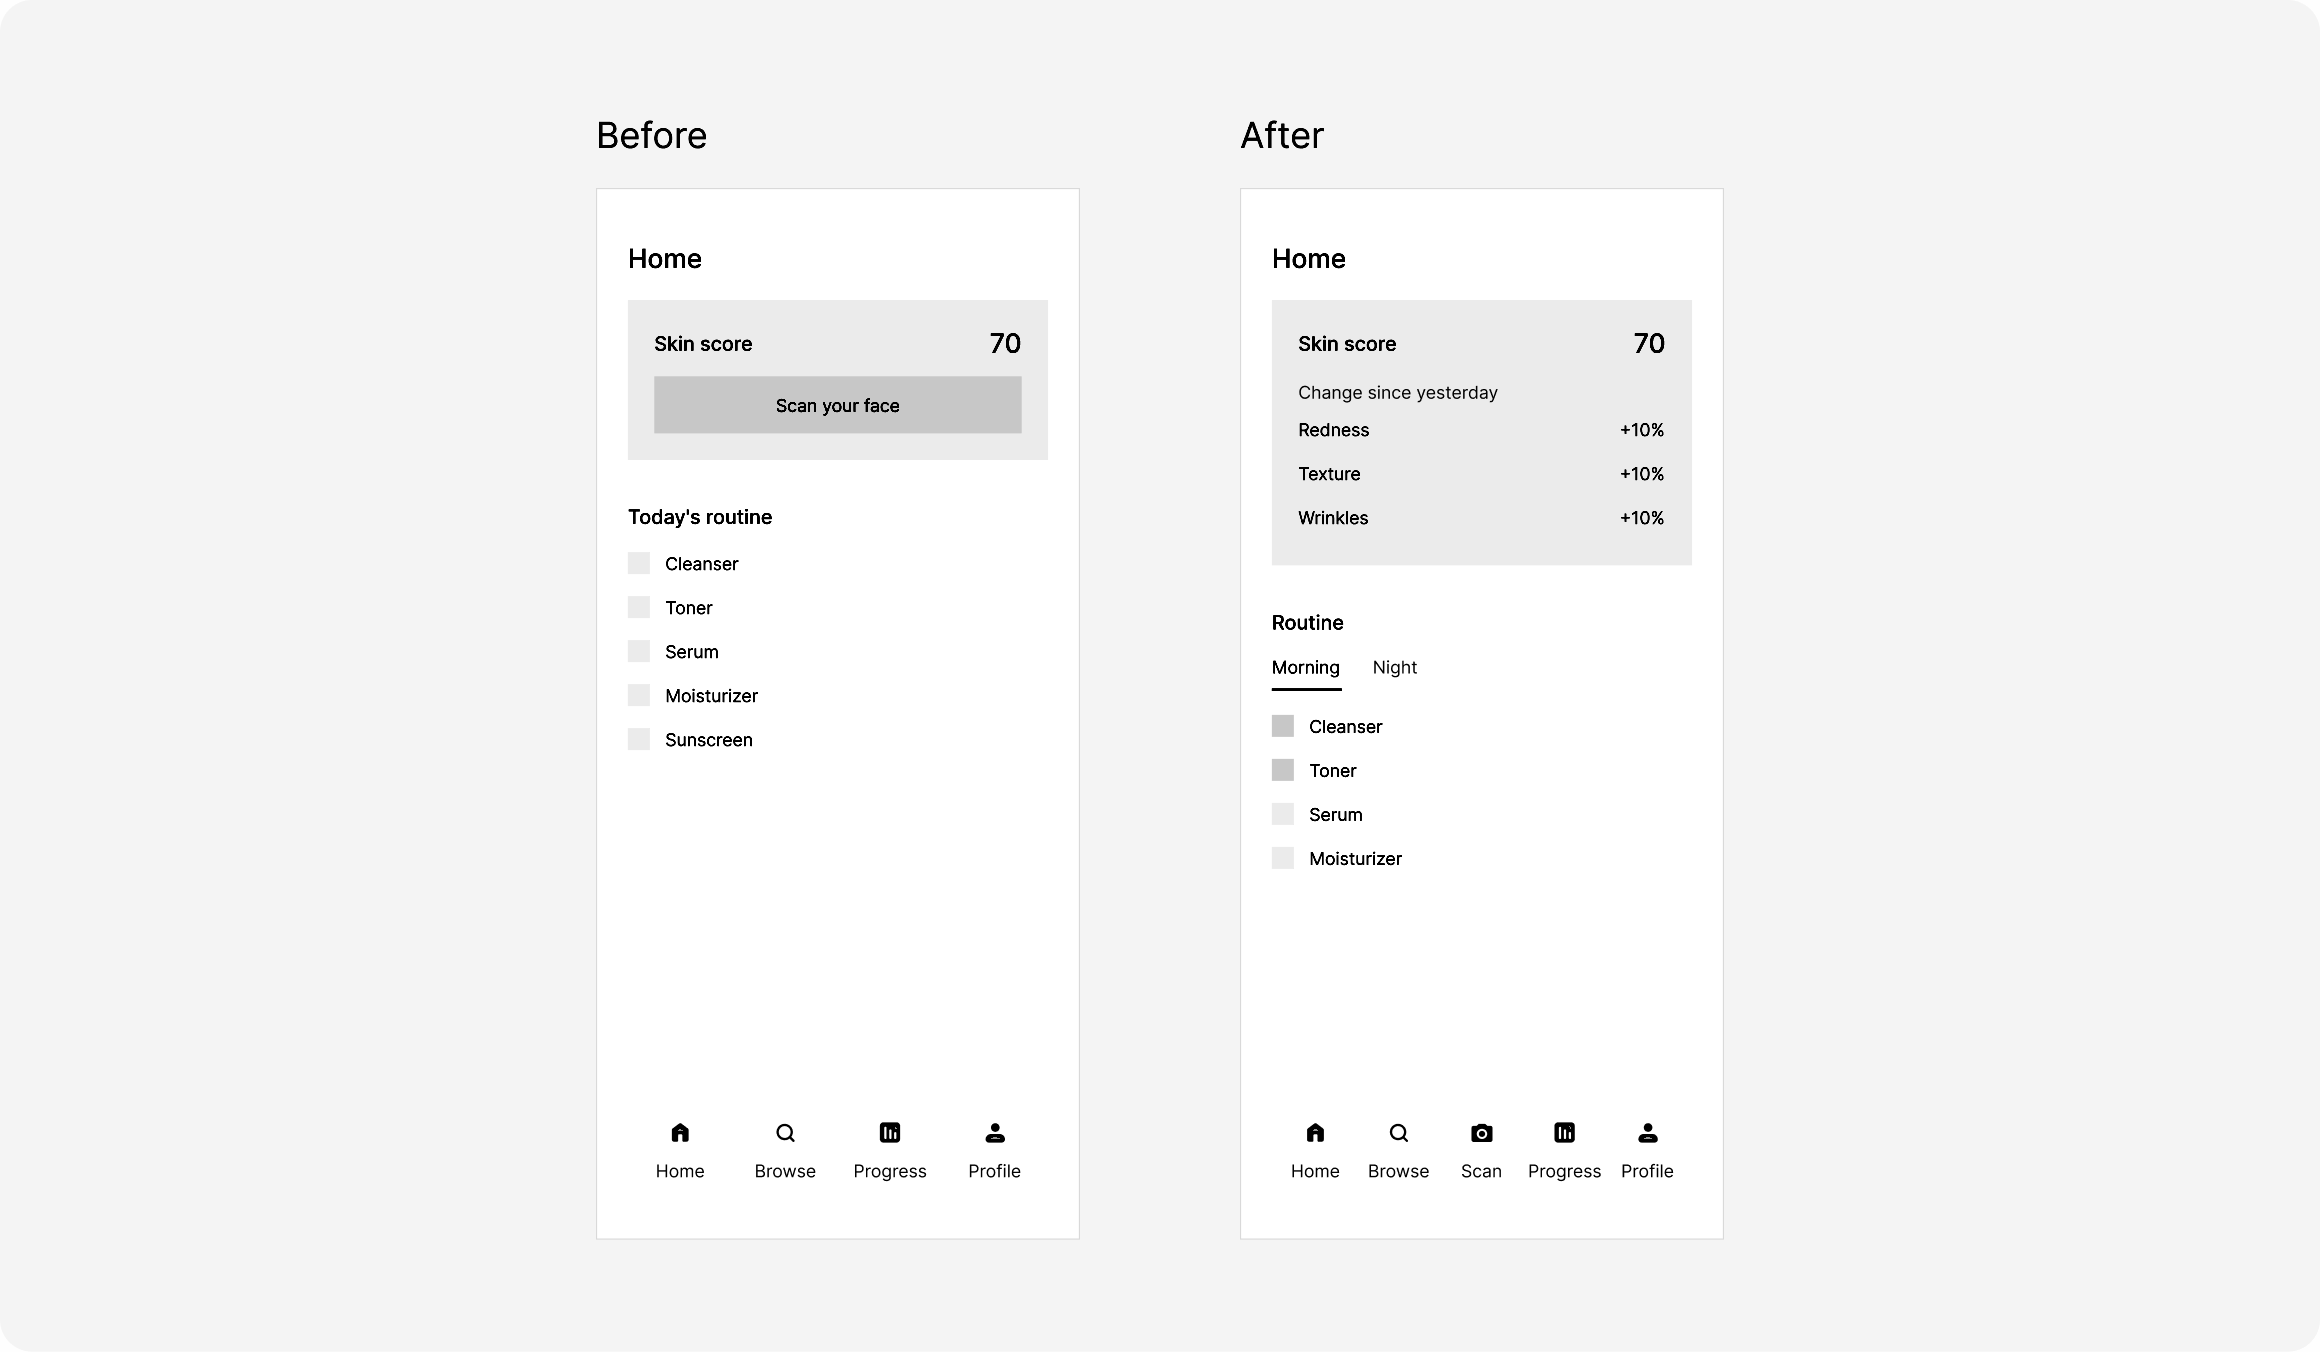 Before
Home
Skin score 70
Scan your face
Today's routine
Cleanser
Toner
Serum
Moisturizer
Sunscreen
Home Browse Progress Profile
After
Home
Skin score 70
Change since yesterday
Redness +10%
Texture +10%
Wrinkles +10%
Routine
Morning Night
Cleanser
Toner
Serum
Moisturizer
Home Browse Scan Progress Profile